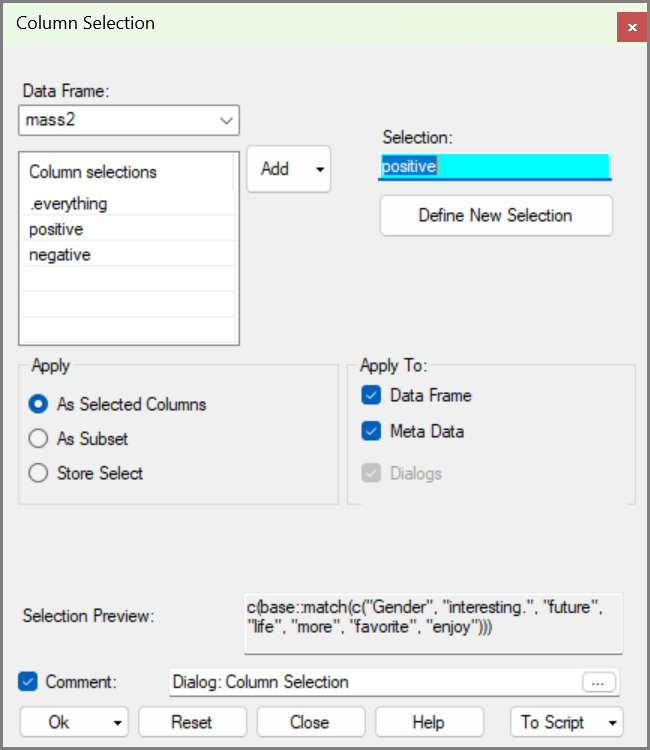 Column Selection
Data Frame:
mass2
Selection:
Column selections
Add
positive
.everything
positive
negative
Define New Selection
Apply
As Selected Columns
As Subset
Store Select
Apply To:
Data Frame
Meta Data
Dialogs
Selection Preview:
c(base::match(c("Gender", "interesting.", "future",
"life", "more", "favorite", "enjoy")))
Comment:
Dialog: Column Selection
...
Ok
Reset
Close
Help
To Script